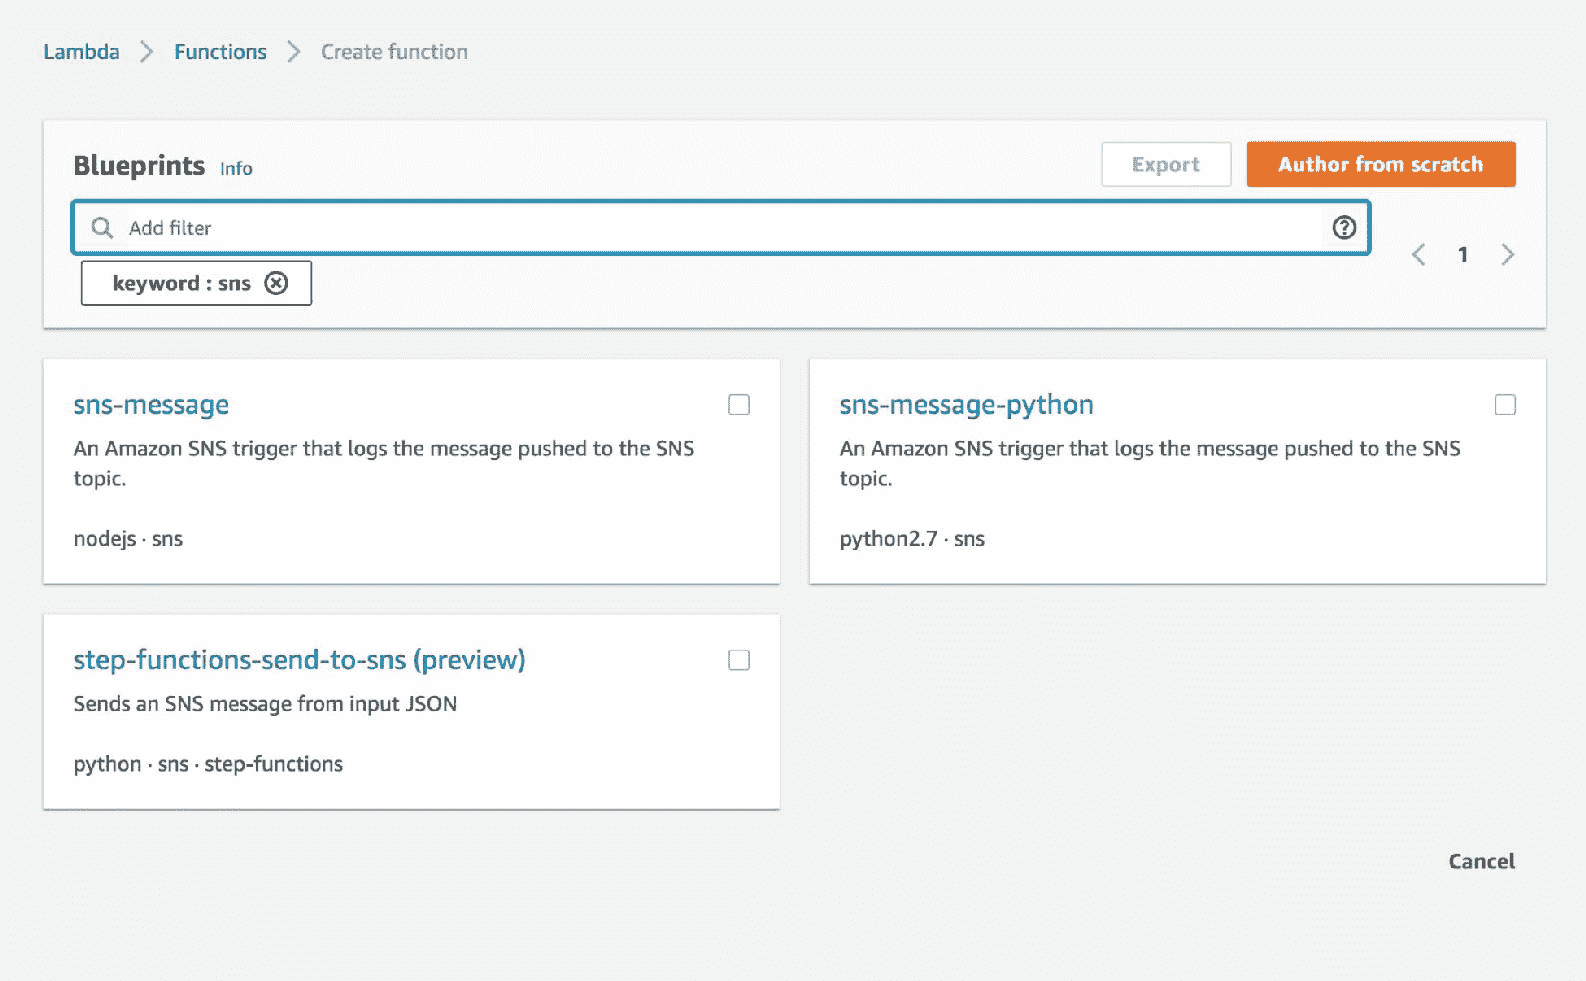 Lambda > Functions > Create function
Blueprints Info
Export
Author from scratch
Add filter
1
keyword : sns
sns-message
An Amazon SNS trigger that logs the message pushed to the SNS
topic.
nodejs · sns
sns-message-python
An Amazon SNS trigger that logs the message pushed to the SNS
topic.
python2.7 · sns
step-functions-send-to-sns (preview)
Sends an SNS message from input JSON
python · sns · step-functions
Cancel